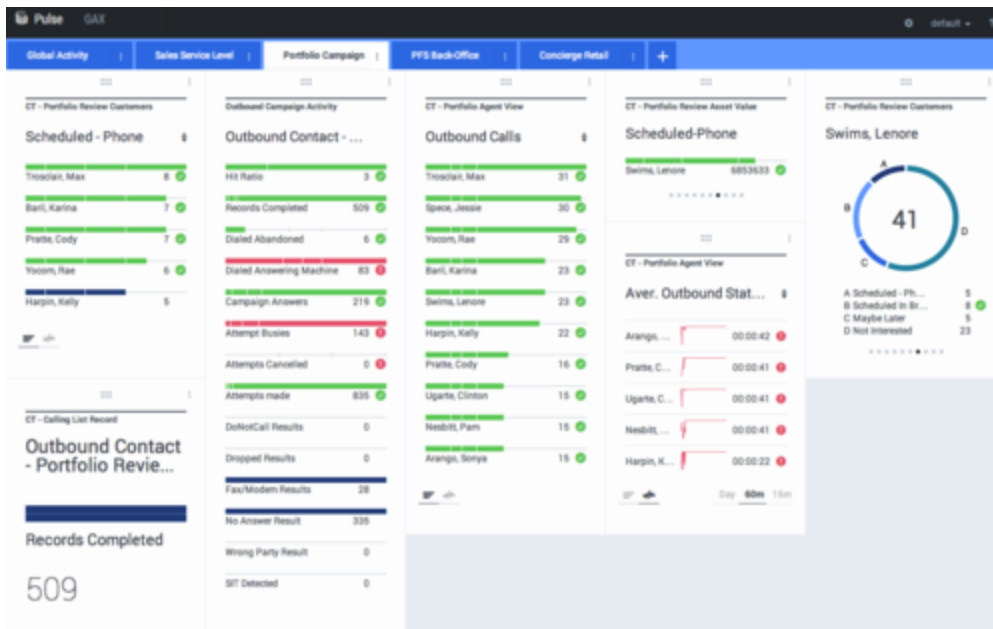 Pulse GAX
default
Global Activity
Sales Service Level
Portfolio Campaign
PFS Back-Office
Concierge Retail
+
CT - Portfolio Review Customers
Scheduled - Phone
Trosclair, Max 8
Baril, Karina 7
Pratte, Cody 7
Yocom, Rae 6
Harpin, Kelly 5
CT - Calling List Record
Outbound Contact
- Portfolio Revie...
Records Completed
509
Outbound Campaign Activity
Outbound Contact - ...
Hit Ratio 3
Records Completed 509
Dialed Abandoned 6
Dialed Answering Machine 83
Campaign Answers 219
Attempt Busies 143
Attempts Cancelled 0
Attempts made 835
DoNotCall Results 0
Dropped Results 0
Fax/Modem Results 28
No Answer Result 335
Wrong Party Result 0
SIT Detected 0
CT - Portfolio Agent View
Outbound Calls
Trosclair, Max 31
Spece, Jessie 30
Yocom, Rae 29
Baril, Karina 23
Swims, Lenore 23
Harpin, Kelly 22
Pratte, Cody 16
Ugarte, Clinton 15
Nesbitt, Pam 15
Arango, Sonya 15
CT - Portfolio Review Asset Value
Scheduled-Phone
Swims, Lenore 6853633
CT - Portfolio Agent View
Aver. Outbound Stat...
Arango, ... 00:00:42
Pratte, C... 00:00:41
Ugarte, C... 00:00:41
Nesbitt, ... 00:00:41
Harpin, K... 00:00:22
Day 60m 15m
CT - Portfolio Review Customers
Swims, Lenore
A
B
41
D
C
A Scheduled - Ph... 5
B Scheduled In Br... 8
C Maybe Later 5
D Not Interested 23